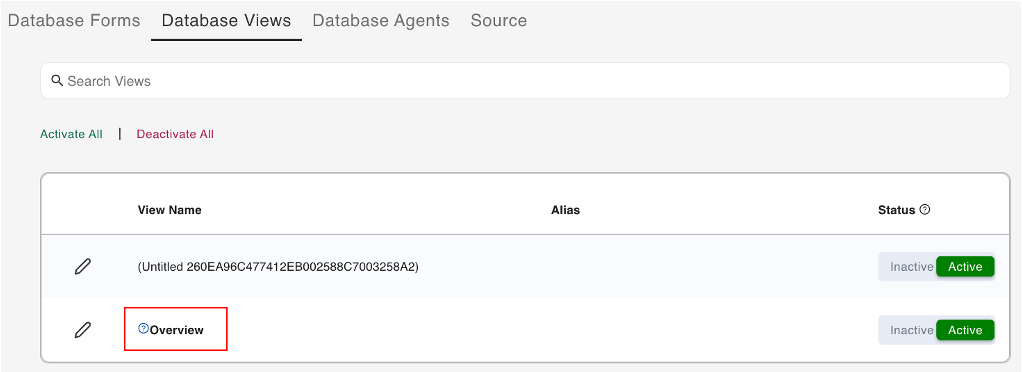 Database Forms Database Views Database Agents Source
Search Views
Activate All | Deactivate All
View Name Alias Status
(Untitled 260EA96C477412EB002588C7003258A2) Inactive Active
Overview Inactive Active